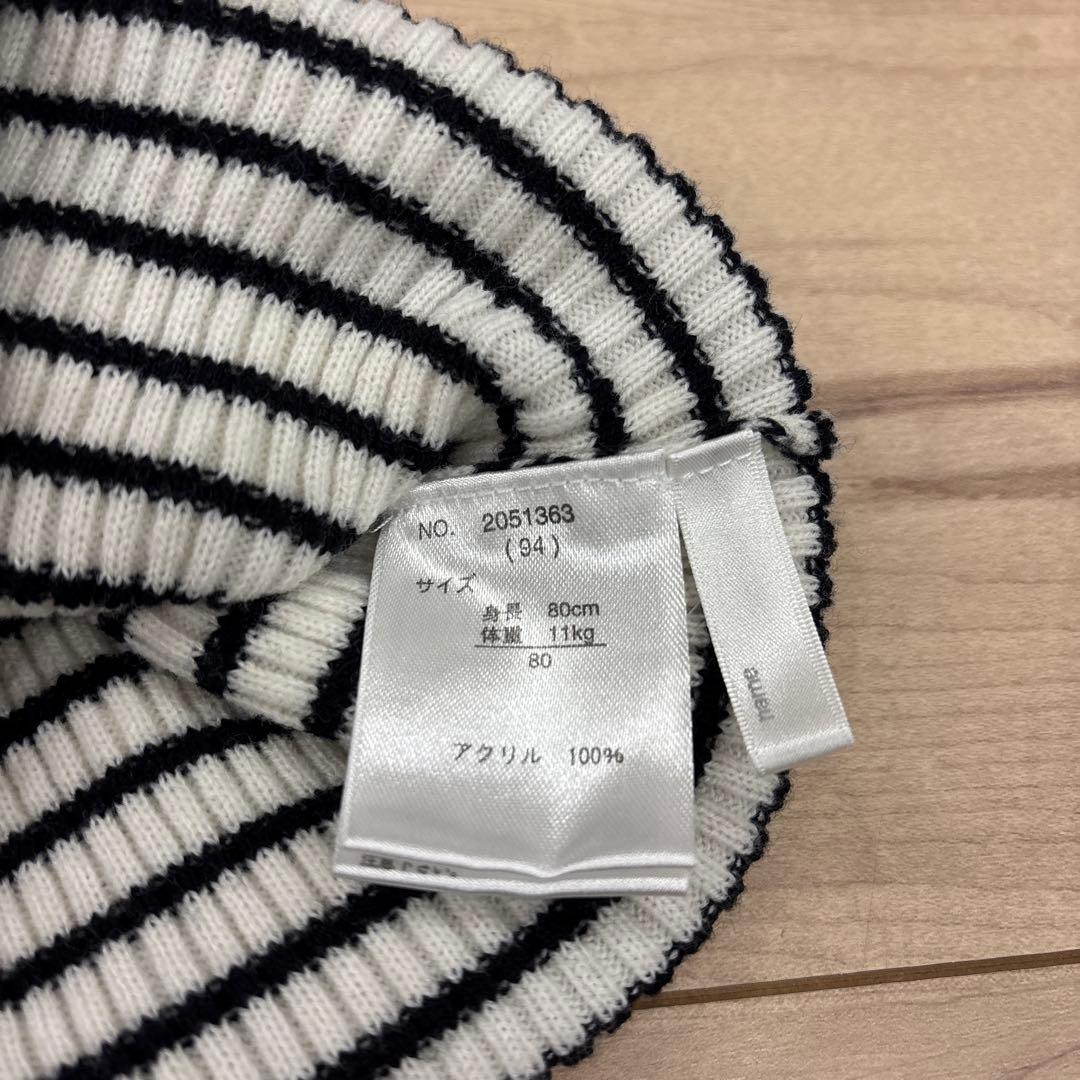 NO. 2051363
(94)
サイズ
身長 80cm
体重 11kg
80
アクリル 100%
name